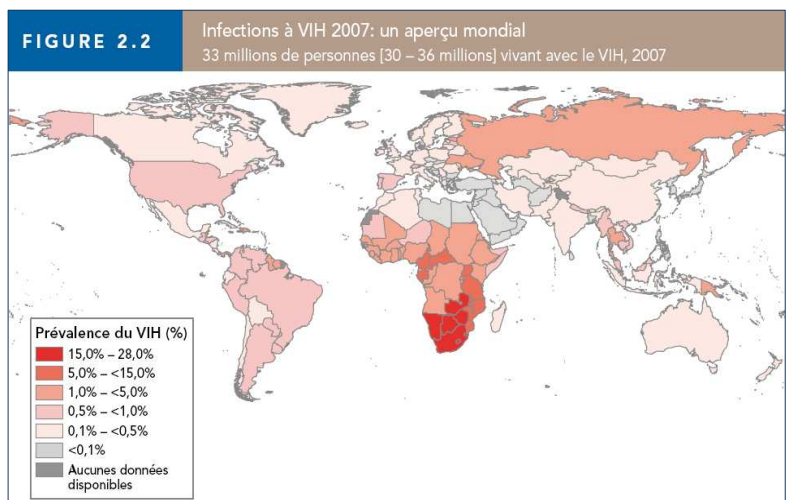 FIGURE 2.2
Infections à VIH 2007: un aperçu mondial
33 millions de personnes [30 – 36 millions] vivant avec le VIH, 2007
Prévalence du VIH (%)
15,0% – 28,0%
5,0% – <15,0%
1,0% – <5,0%
0,5% – <1,0%
0,1% – <0,5%
<0,1%
Aucunes données
disponibles